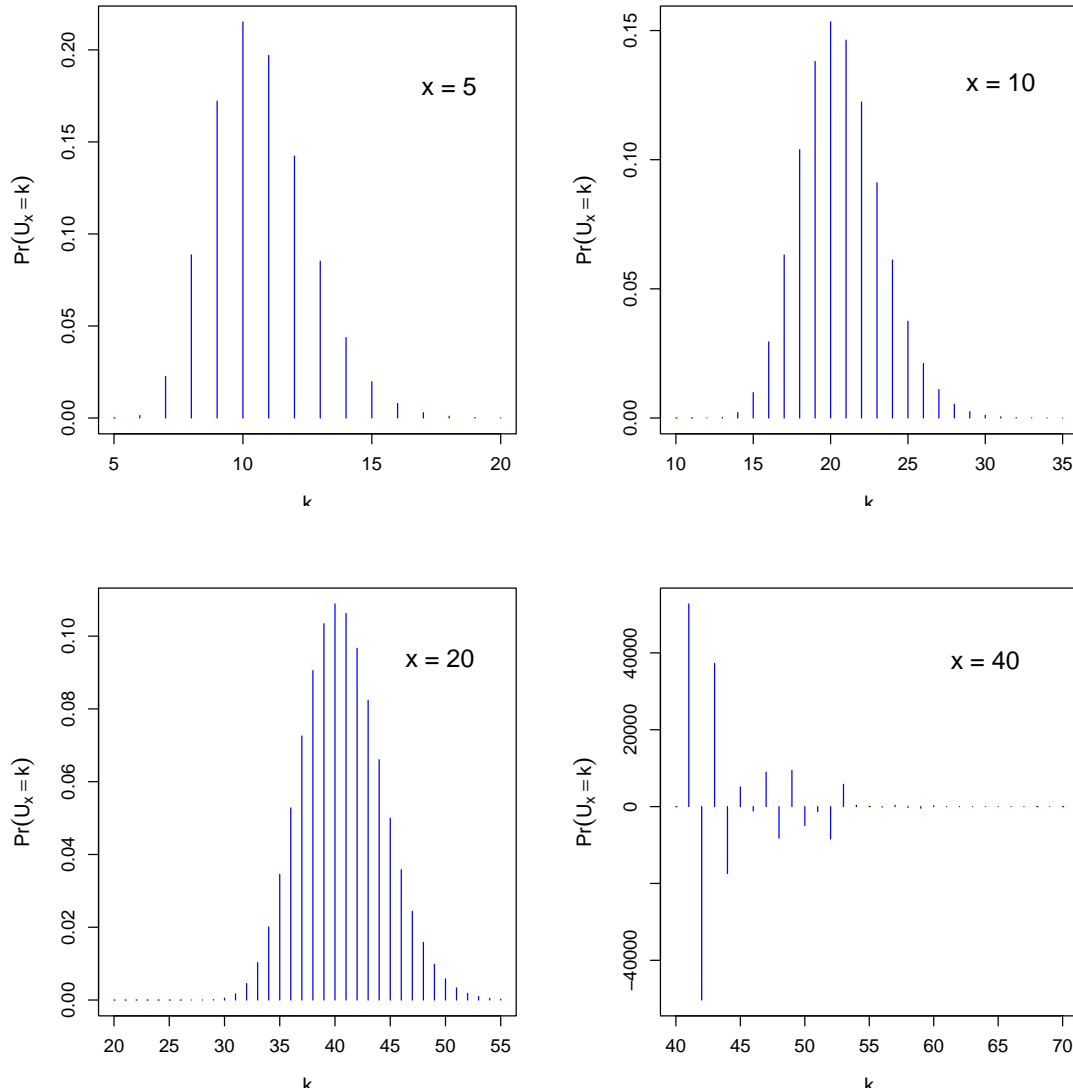 x = 5
0.00 0.05 0.10 0.15 0.20
Pr(Uₓ = k)
5 10 15 20
k
x = 10
0.00 0.05 0.10 0.15
Pr(Uₓ = k)
10 15 20 25 30 35
k
x = 20
0.00 0.02 0.04 0.06 0.08 0.10
Pr(Uₓ = k)
20 25 30 35 40 45 50 55
k
x = 40
−40000 0 20000 40000
Pr(Uₓ = k)
40 45 50 55 60 65 70
k